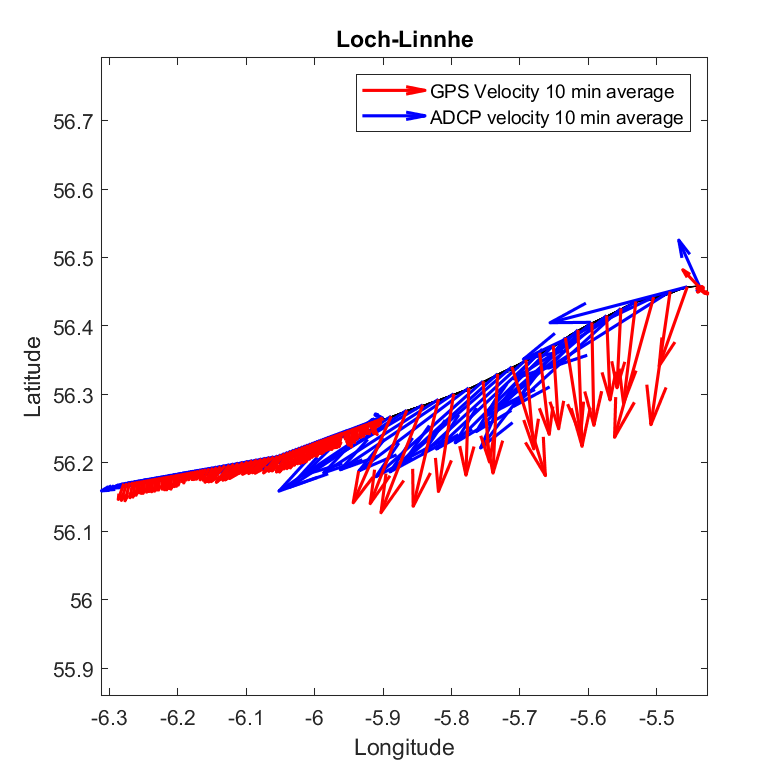 Loch-Linnhe
GPS Velocity 10 min average
ADCP velocity 10 min average
56.7
56.6
56.5
56.4
56.3
56.2
56.1
56
55.9
Latitude
-6.3 -6.2 -6.1 -6 -5.9 -5.8 -5.7 -5.6 -5.5
Longitude